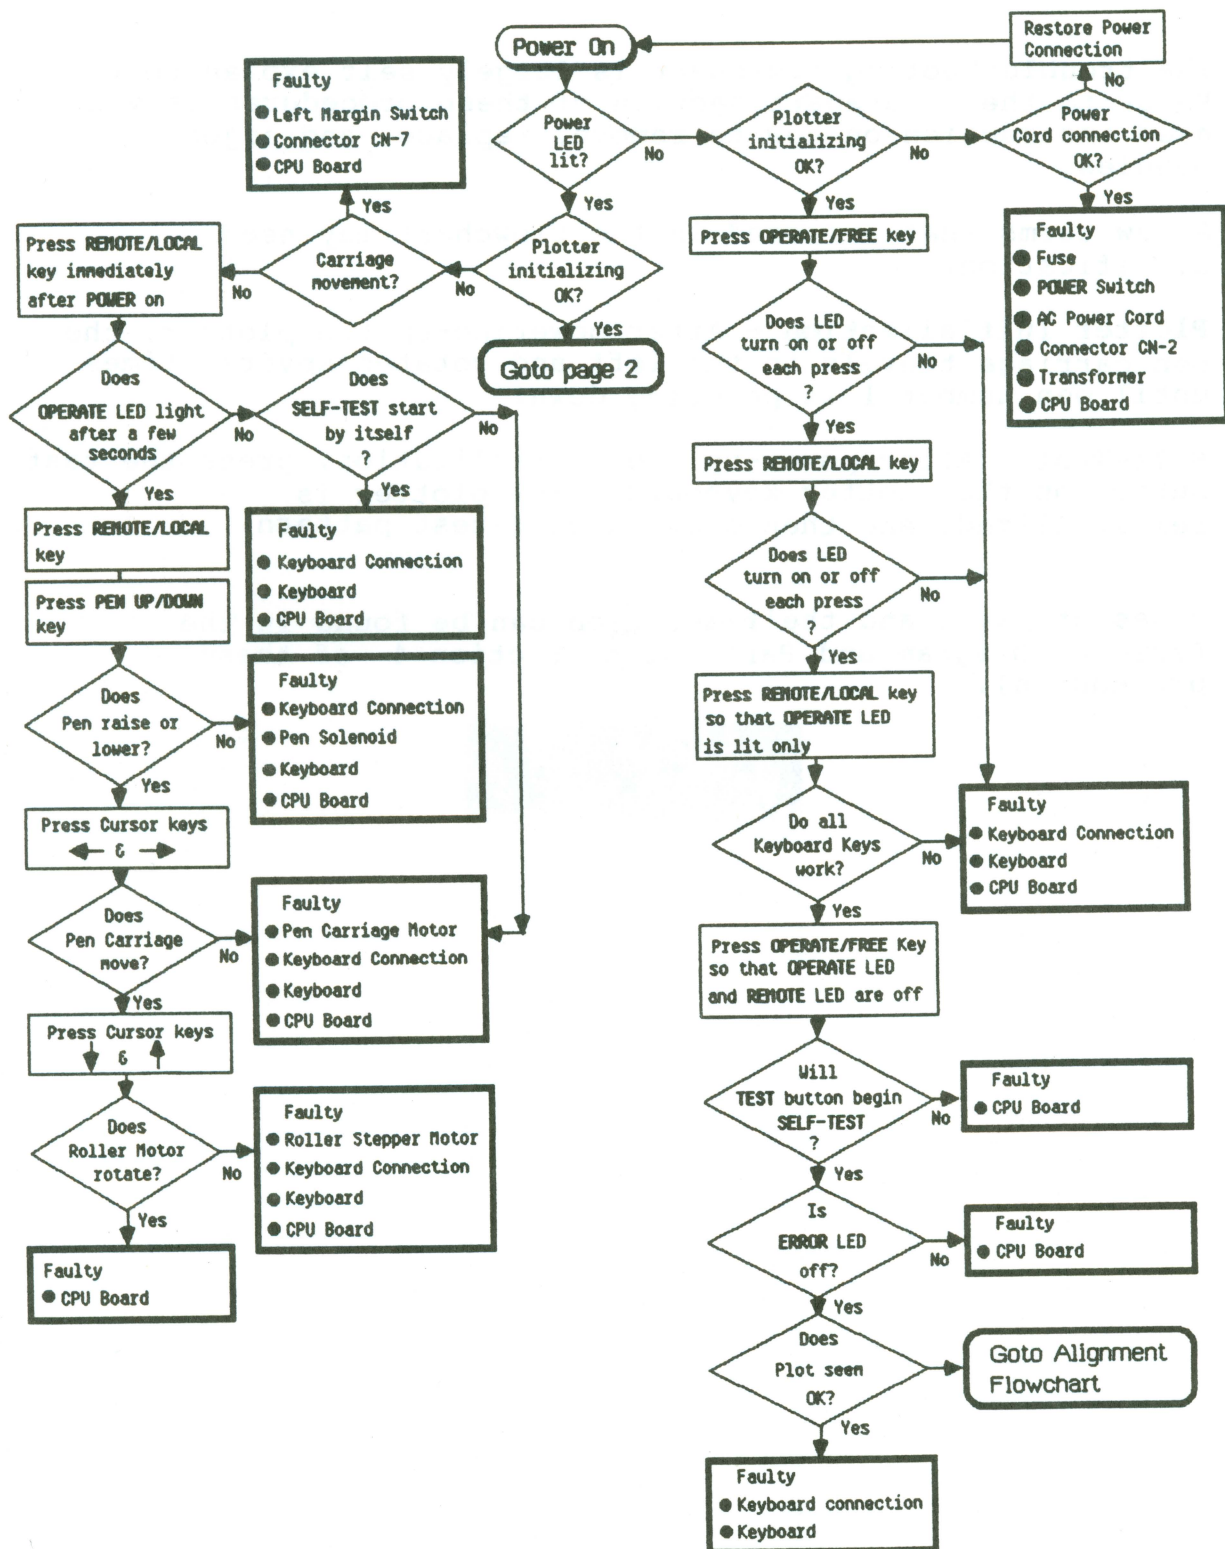 Power On
Restore Power
Connection
No
Faulty
Left Margin Switch
Connector CN-7
CPU Board
Yes
Power
LED
lit?
No
Yes
Plotter
initializing
OK?
No
Yes
Power
Cord connection
OK?
Yes
Press REMOTE/LOCAL
key immediately
after POWER on
No
Carriage
movement?
No
Plotter
initializing
OK?
Yes
Goto page 2
Press OPERATE/FREE key
Faulty
Fuse
POWER Switch
AC Power Cord
Connector CN-2
Transformer
CPU Board
Does LED
turn on or off
each press
?
No
Yes
Does
OPERATE LED light
after a few
seconds
No
Yes
Does
SELF-TEST start
by itself
?
No
Yes
Press REMOTE/LOCAL key
Press REMOTE/LOCAL
key
Press PEN UP/DOWN
key
Faulty
Keyboard Connection
Keyboard
CPU Board
Does LED
turn on or off
each press
?
No
Yes
Does
Pen raise or
lower?
No
Yes
Faulty
Keyboard Connection
Pen Solenoid
Keyboard
CPU Board
Press REMOTE/LOCAL key
so that OPERATE LED
is lit only
Press Cursor keys
&
Do all
Keyboard Keys
work?
No
Yes
Faulty
Keyboard Connection
Keyboard
CPU Board
Does
Pen Carriage
move?
No
Yes
Faulty
Pen Carriage Motor
Keyboard Connection
Keyboard
CPU Board
Press OPERATE/FREE Key
so that OPERATE LED
and REMOTE LED are off
Press Cursor keys
&
Will
TEST button begin
SELF-TEST
?
No
Yes
Faulty
CPU Board
Does
Roller Motor
rotate?
No
Yes
Faulty
Roller Stepper Motor
Keyboard Connection
Keyboard
CPU Board
Is
ERROR LED
off?
No
Yes
Faulty
CPU Board
Faulty
CPU Board
Does
Plot seem
OK?
Yes
Goto Alignment
Flowchart
Faulty
Keyboard connection
Keyboard